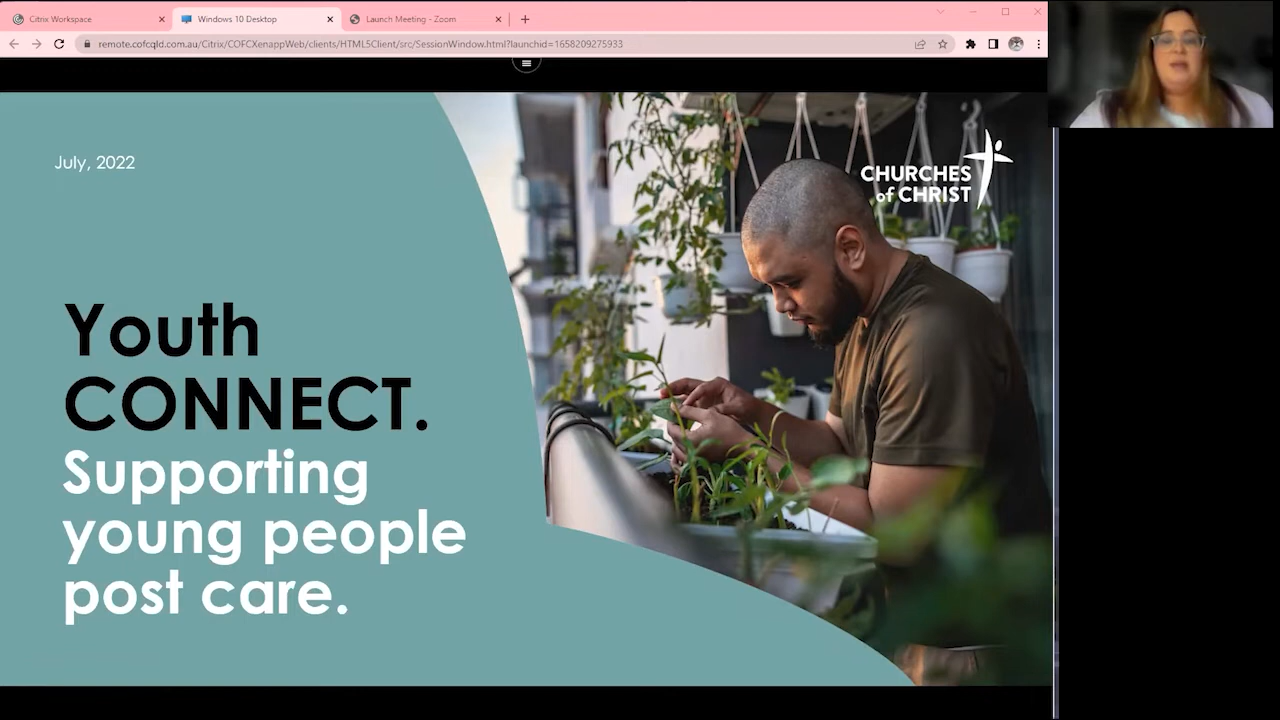 Citrix Workspace
Windows 10 Desktop
Launch Meeting - Zoom
remote.cofcqld.com.au/Citrix/COFCXenappWeb/clients/HTML5Client/src/SessionWindow.html?launchid=1658209275933
July, 2022
CHURCHES
of CHRIST
Youth
CONNECT.
Supporting
young people
post care.